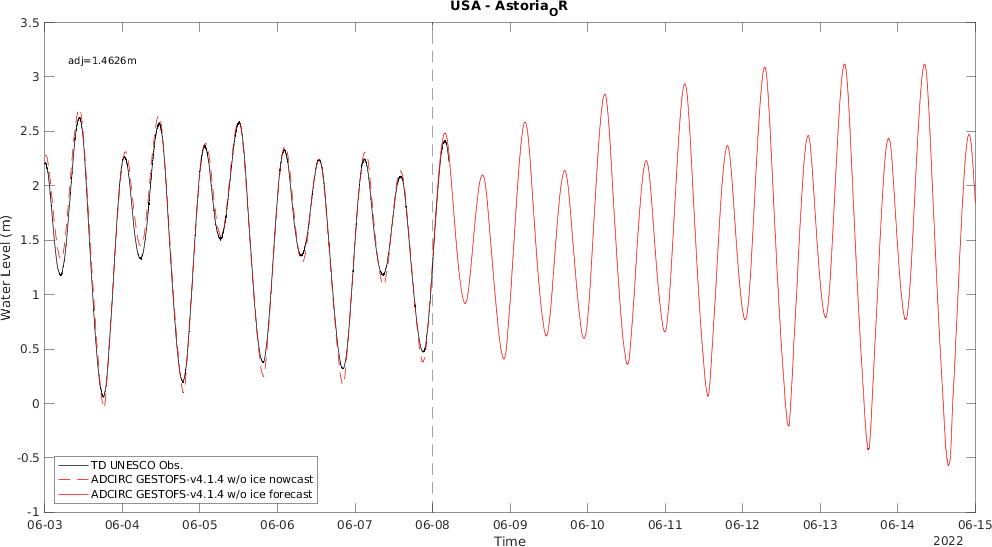 USA - Astoria_OR
adj=1.4626m
3.5
3
2.5
2
1.5
1
0.5
0
-0.5
-1
Water Level (m)
TD UNESCO Obs.
ADCIRC GESTOFS-v4.1.4 w/o ice nowcast
ADCIRC GESTOFS-v4.1.4 w/o ice forecast
06-03 06-04 06-05 06-06 06-07 06-08 06-09 06-10 06-11 06-12 06-13 06-14 06-15
Time
2022